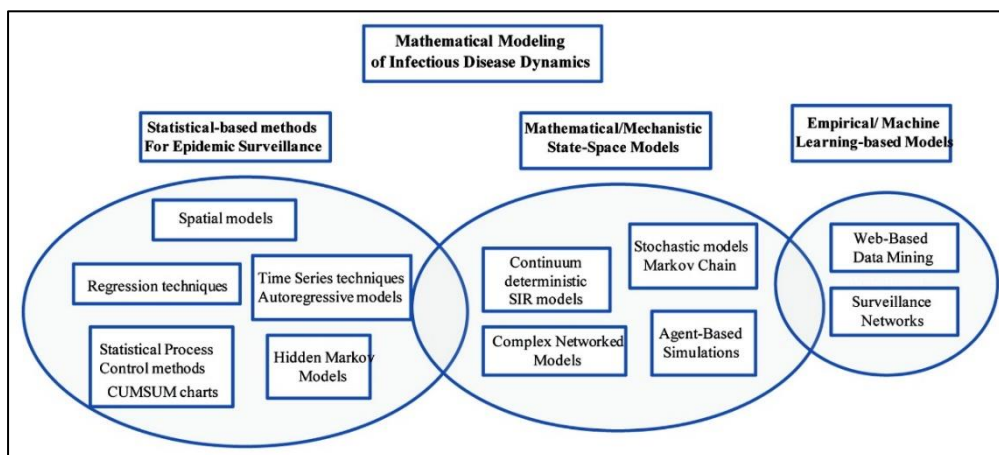 Mathematical Modeling
of Infectious Disease Dynamics
Statistical-based methods
For Epidemic Surveillance
Mathematical/Mechanistic
State-Space Models
Empirical/ Machine
Learning-based Models
Spatial models
Regression techniques
Time Series techniques
Autoregressive models
Statistical Process
Control methods
CUMSUM charts
Hidden Markov
Models
Continuum
deterministic
SIR models
Stochastic models
Markov Chain
Complex Networked
Models
Agent-Based
Simulations
Web-Based
Data Mining
Surveillance
Networks